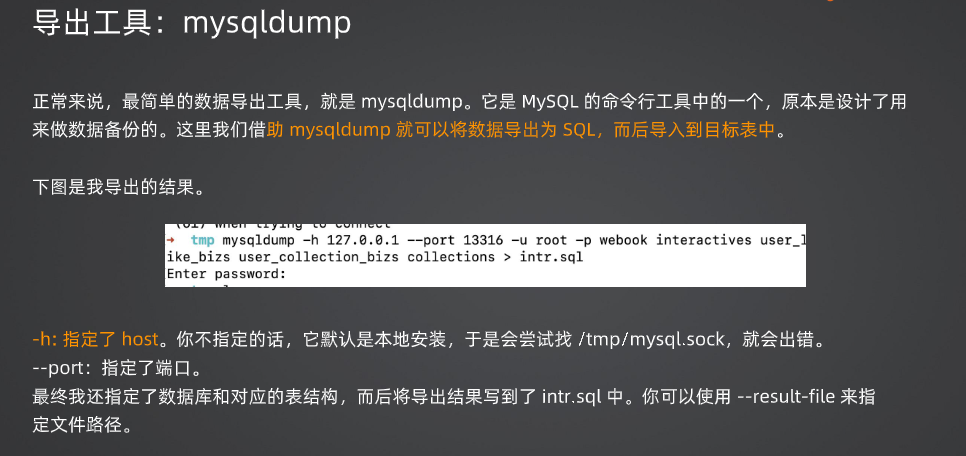 导出工具：mysqldump
正常来说，最简单的数据导出工具，就是 mysqldump。它是 MySQL 的命令行工具中的一个，原本是设计了用
来做数据备份的。这里我们借助 mysqldump 就可以将数据导出为 SQL，而后导入到目标表中。
下图是我导出的结果。
(61) when trying to connect
→ tmp mysqldump -h 127.0.0.1 --port 13316 -u root -p webook interactives user_l
ike_bizs user_collection_bizs collections > intr.sql
Enter password:
-h: 指定了 host。你不指定的话，它默认是本地安装，于是会尝试找 /tmp/mysql.sock，就会出错。
--port：指定了端口。
最终我还指定了数据库和对应的表结构，而后将导出结果写到了 intr.sql 中。你可以使用 --result-file 来指
定文件路径。